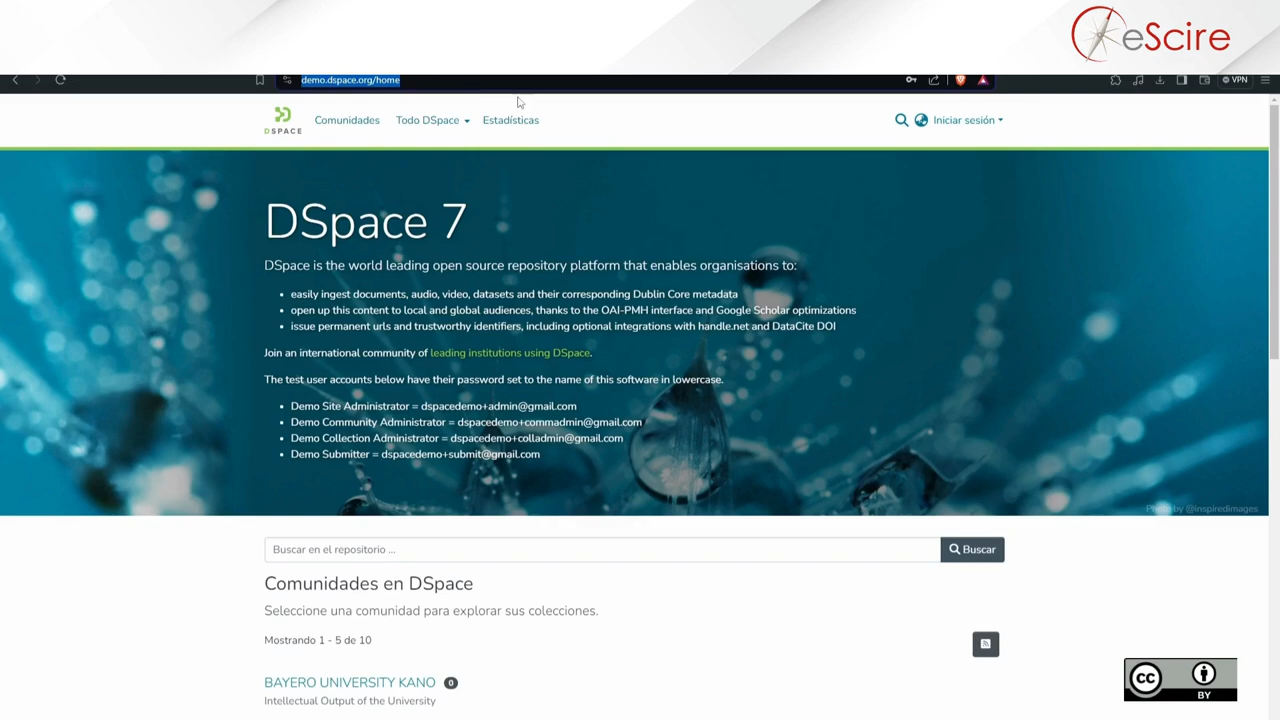 eScire
demo.dspace.org/home
VPN
DSPACE
Comunidades
Todo DSpace
Estadísticas
Iniciar sesión
DSpace 7
DSpace is the world leading open source repository platform that enables organisations to:
easily ingest documents, audio, video, datasets and their corresponding Dublin Core metadata
open up this content to local and global audiences, thanks to the OAI-PMH interface and Google Scholar optimizations
issue permanent urls and trustworthy identifiers, including optional integrations with handle.net and DataCite DOI
Join an international community of leading institutions using DSpace.
The test user accounts below have their password set to the name of this software in lowercase.
Demo Site Administrator = dspacedemo+admin@gmail.com
Demo Community Administrator = dspacedemo+commadmin@gmail.com
Demo Collection Administrator = dspacedemo+colladmin@gmail.com
Demo Submitter = dspacedemo+submit@gmail.com
Photo by @inspiredimages
Buscar en el repositorio ...
Buscar
Comunidades en DSpace
Seleccione una comunidad para explorar sus colecciones.
Mostrando 1 - 5 de 10
BAYERO UNIVERSITY KANO 0
Intellectual Output of the University
CC
BY